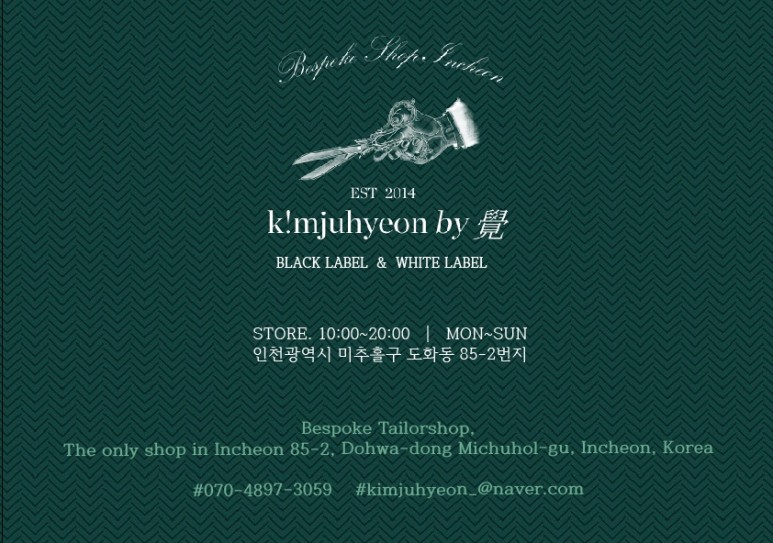 Bespoke Shop. Incheon
EST 2014
k!mjuhyeon by 覺
BLACK LABEL & WHITE LABEL
STORE. 10:00~20:00 | MON~SUN
인천광역시 미추홀구 도화동 85-2번지
Bespoke Tailorshop,
The only shop in Incheon 85-2, Dohwa-dong Michuhol-gu, Incheon, Korea
#070-4897-3059 #kimjuhyeon_@naver.com